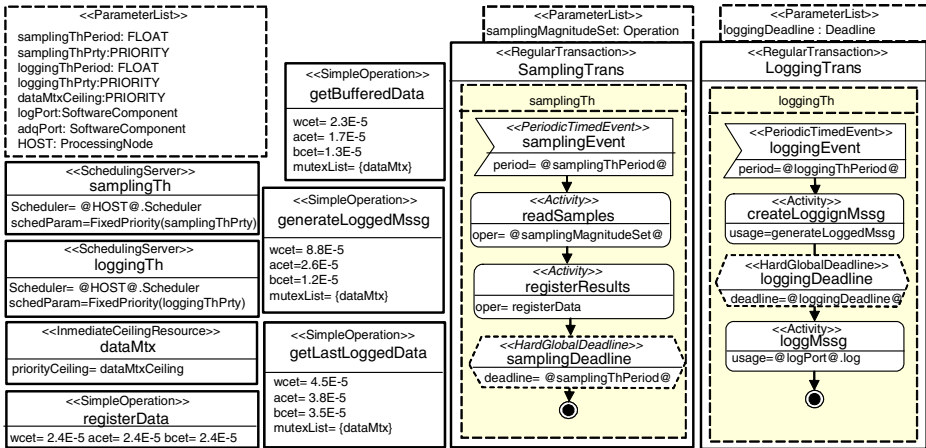 <<ParameterList>>
samplingThPeriod: FLOAT
samplingThPrty:PRIORITY
loggingThPeriod: FLOAT
loggingThPrty:PRIORITY
dataMtxCeiling:PRIORITY
logPort:SoftwareComponent
adqPort: SoftwareComponent
HOST: ProcessingNode
<<SchedulingServer>>
samplingTh
Scheduler= @HOST@.Scheduler
schedParam=FixedPriority(samplingThPrty)
<<SchedulingServer>>
loggingTh
Scheduler= @HOST@.Scheduler
schedParam=FixedPriority(loggingThPrty)
<<InmediateCeilingResource>>
dataMtx
priorityCeiling= dataMtxCeiling
<<SimpleOperation>>
registerData
wcet= 2.4E-5 acet= 2.4E-5 bcet= 2.4E-5
<<SimpleOperation>>
getBufferedData
wcet= 2.3E-5
acet= 1.7E-5
bcet=1.3E-5
mutexList= {dataMtx}
<<SimpleOperation>>
generateLoggedMssg
wcet= 8.8E-5
acet=2.6E-5
bcet=1.2E-5
mutexList= {dataMtx}
<<SimpleOperation>>
getLastLoggedData
wcet= 4.5E-5
acet= 3.8E-5
bcet= 3.5E-5
mutexList= {dataMtx}
<<ParameterList>>
samplingMagnitudeSet: Operation
<<RegularTransaction>>
SamplingTrans
samplingTh
<<PeriodicTimedEvent>>
samplingEvent
period= @samplingThPeriod@
<<Activity>>
readSamples
oper= @samplingMagnitudeSet@
<<Activity>>
registerResults
oper= registerData
<<HardGlobalDeadline>>
samplingDeadline
deadline= @samplingThPeriod@
<<ParameterList>>
loggingDeadline : Deadline
<<RegularTransaction>>
LoggingTrans
loggingTh
<<PeriodicTimedEvent>>
loggingEvent
period=@loggingThPeriod@
<<Activity>>
createLoggignMssg
usage=generateLoggedMssg
<<HardGlobalDeadline>>
loggingDeadline
deadline=@loggingDeadline@
<<Activity>>
loggMssg
usage=@logPort@.log